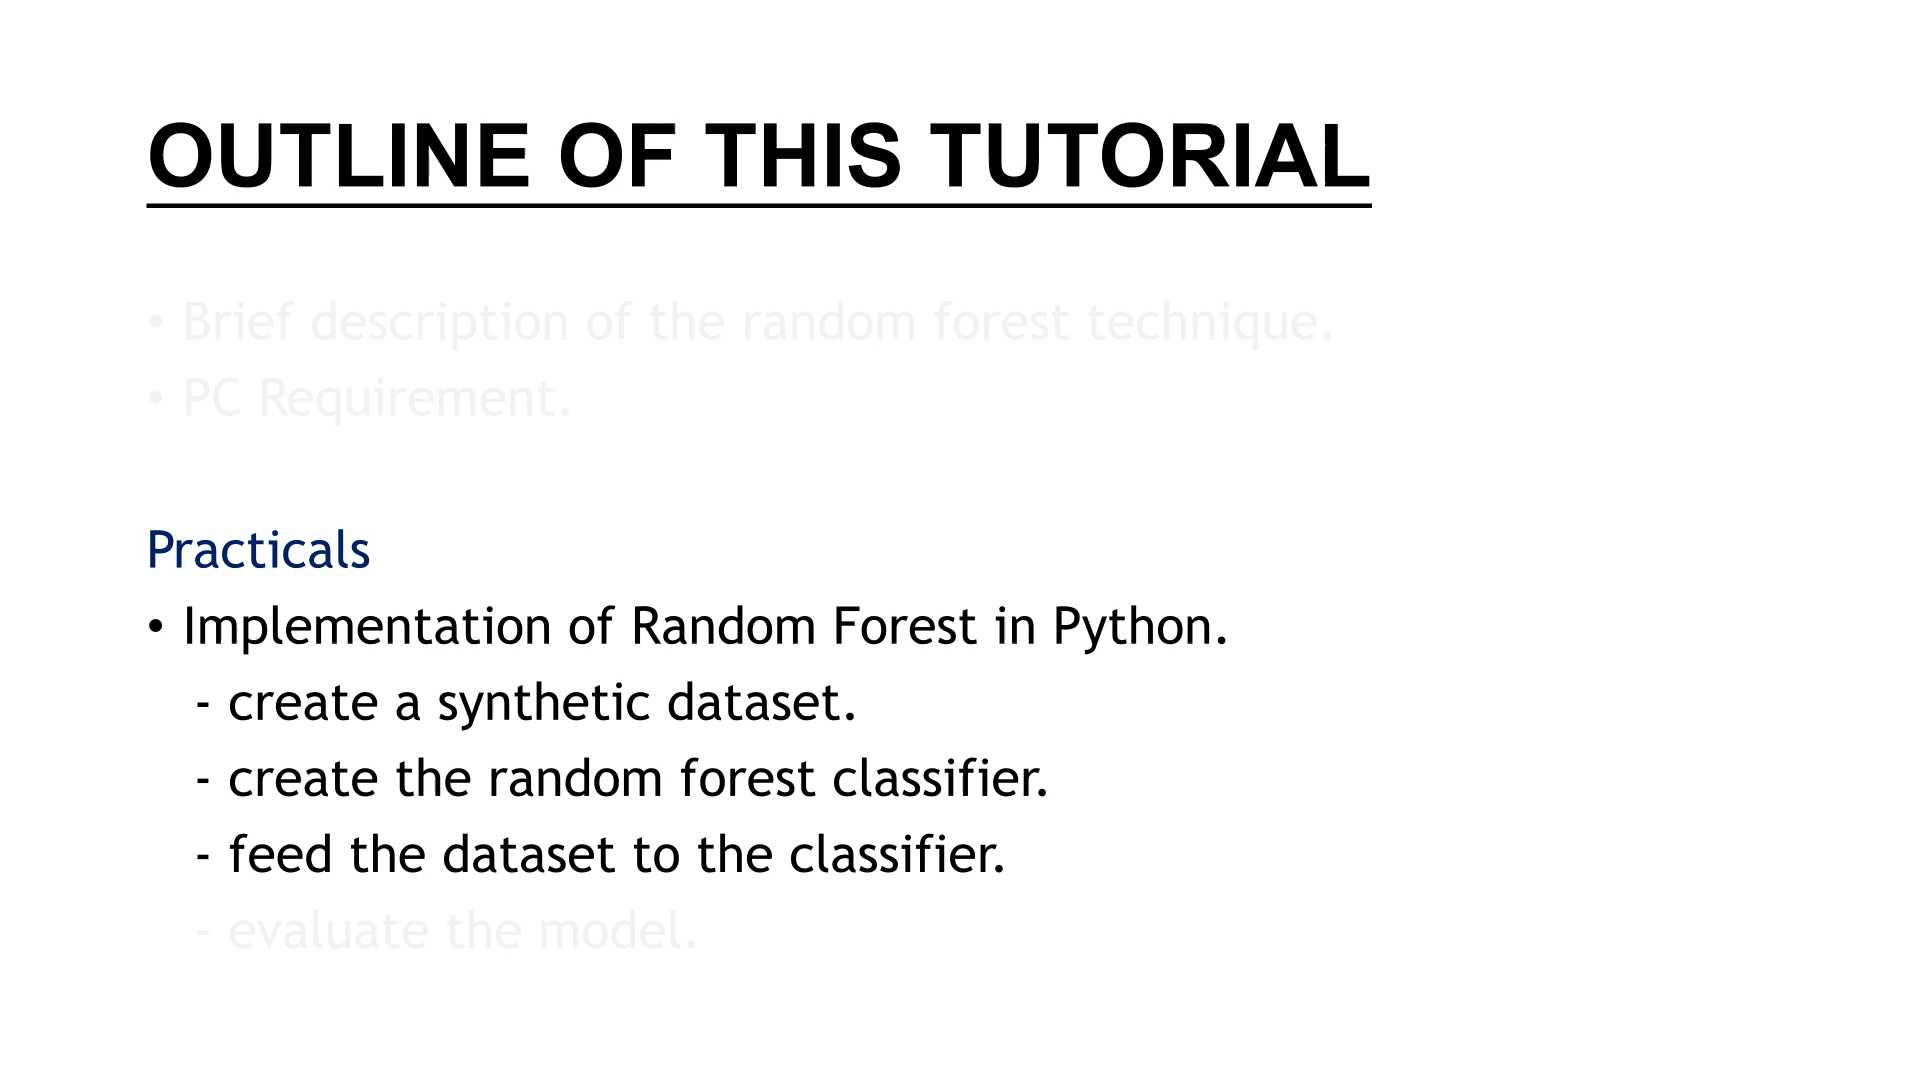 OUTLINE OF THIS TUTORIAL
• Brief description of the random forest technique.
• PC Requirement.
Practicals
• Implementation of Random Forest in Python.
- create a synthetic dataset.
- create the random forest classifier.
- feed the dataset to the classifier.
- evaluate the model.